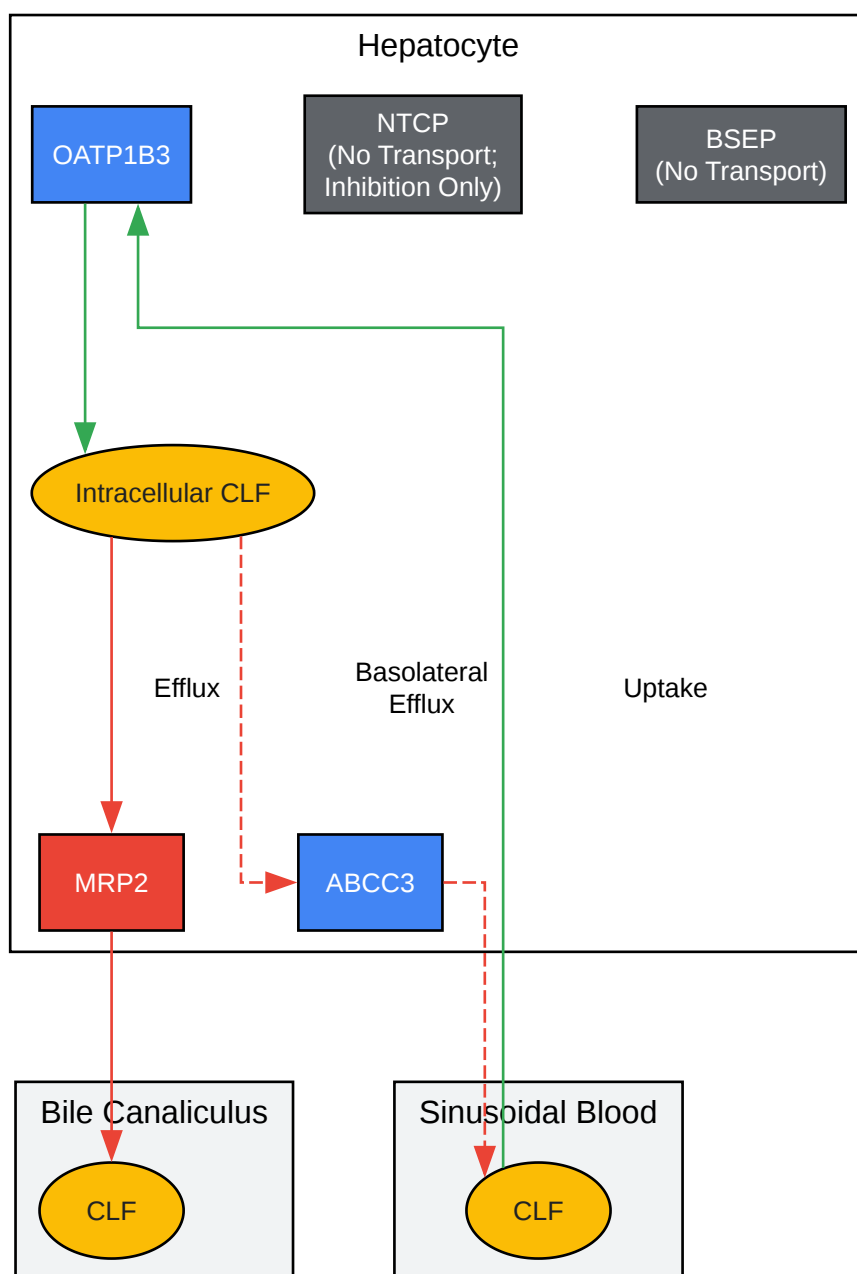 Hepatocyte
OATP1B3
NTCP
(No Transport;
Inhibition Only)
BSEP
(No Transport)
Intracellular CLF
Efflux
Basolateral
Efflux
Uptake
MRP2
ABCC3
Bile Canaliculus
Sinusoidal Blood
CLF
CLF